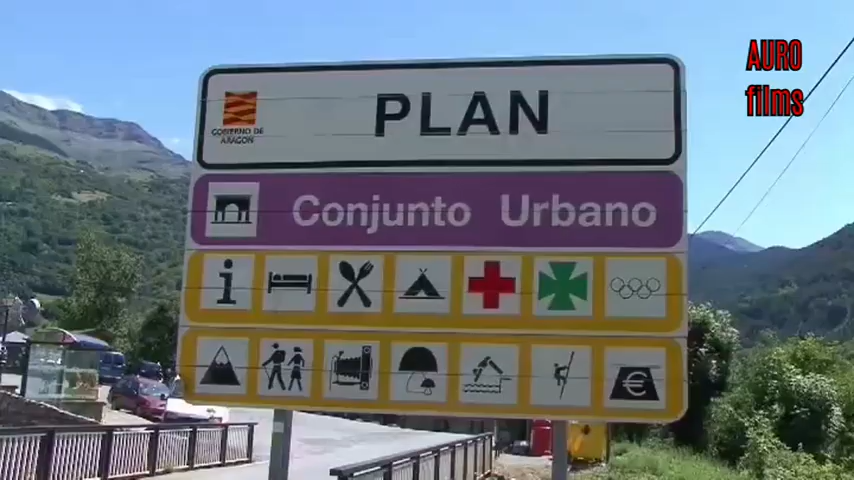 AURO
films
PLAN
GOBIERNO DE
ARAGON
Conjunto Urbano
i
€